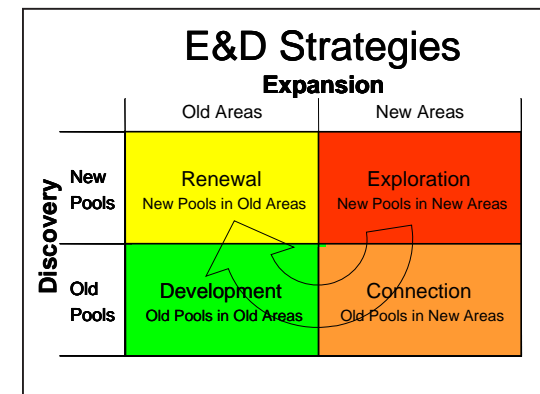 E&D Strategies
Expansion
Old Areas
New Areas
Discovery
New
Pools
Renewal
New Pools in Old Areas
Exploration
New Pools in New Areas
Old
Pools
Development
Old Pools in Old Areas
Connection
Old Pools in New Areas